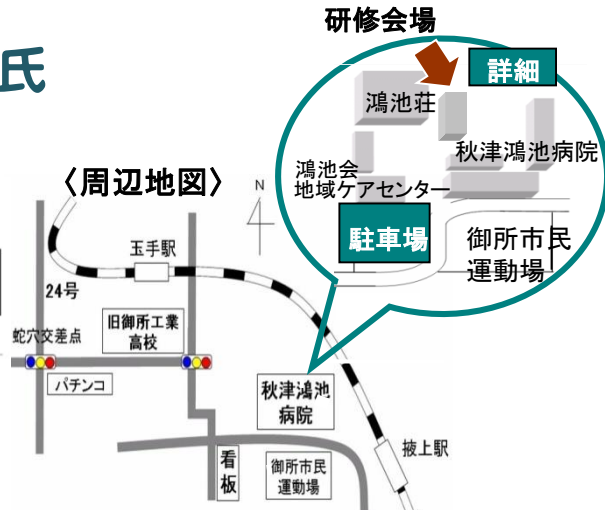 氏
研修会場
詳細
鴻池荘
秋津鴻池病院
鴻池会
地域ケアセンター
駐車場
御所市民
運動場
〈周辺地図〉
N
玉手駅
24号
旧御所工業
高校
蛇穴交差点
パチンコ
秋津鴻池
病院
掖上駅
看
板
御所市民
運動場